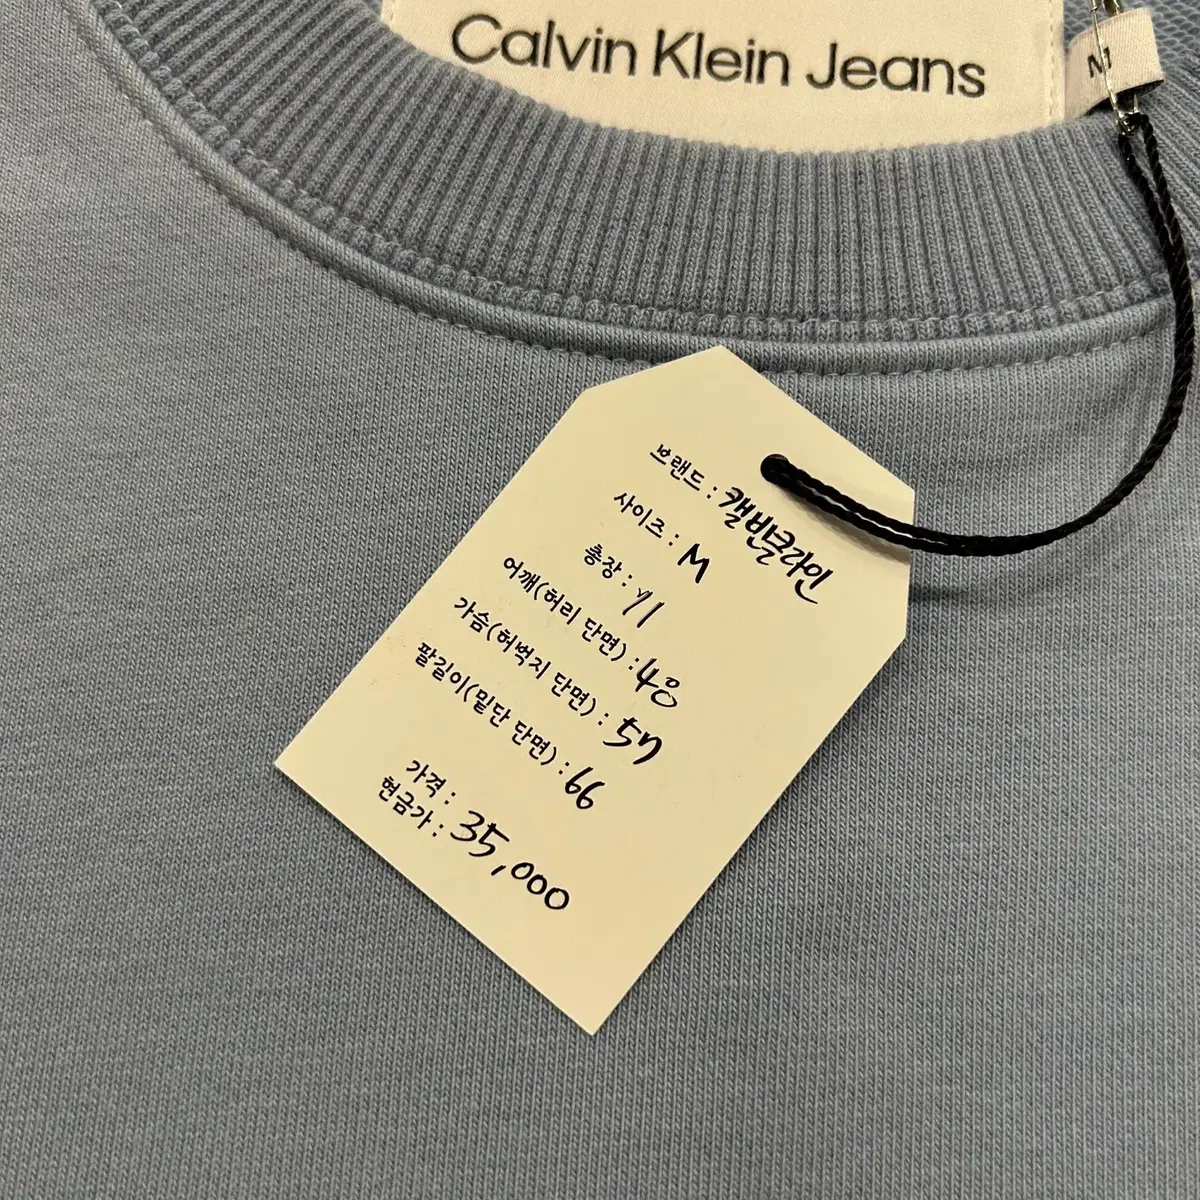 Calvin Klein Jeans
M
브랜드 : 캘빈클라인
사이즈 : M
총장 : 71
어깨(허리 단면) : 48
가슴(허벅지 단면) : 57
팔길이(밑단 단면) : 66
가격 :
현금가 : 35,000